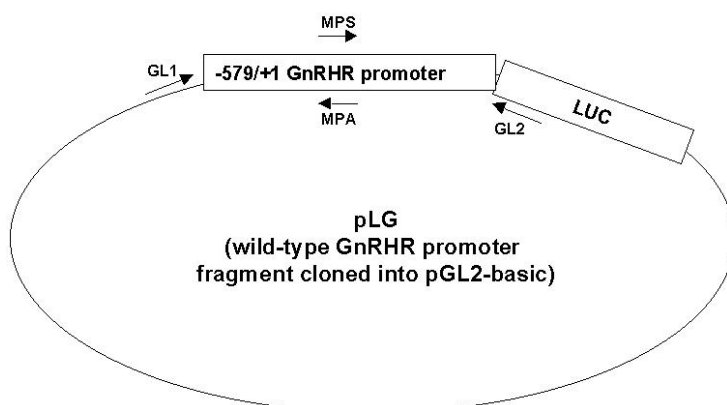 MPS
GL1
-579/+1 GnRHR promoter
LUC
MPA
GL2
pLG
(wild-type GnRHR promoter
fragment cloned into pGL2-basic)